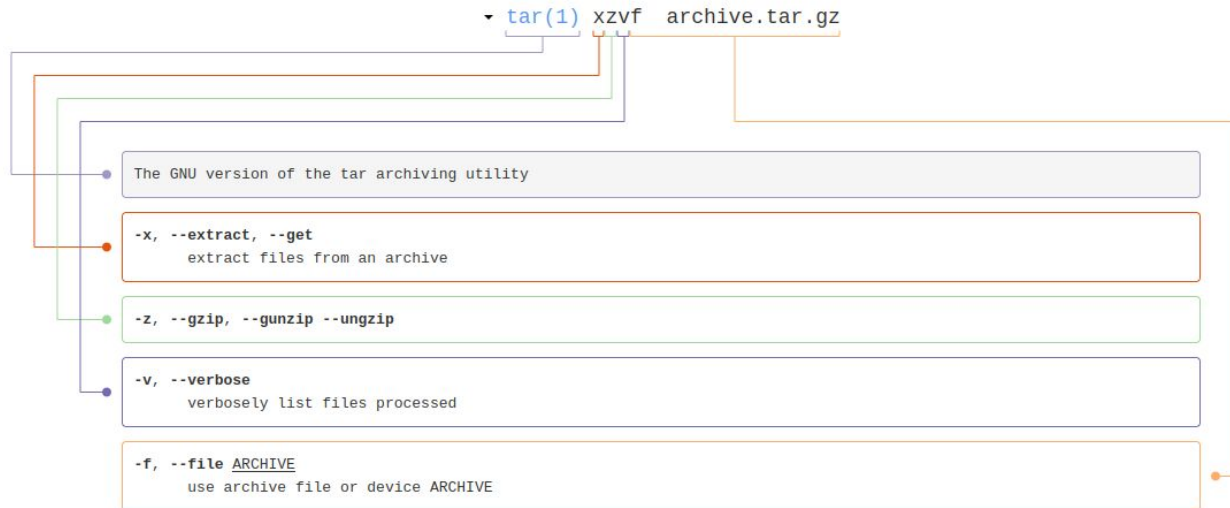 tar(1) xzvf archive.tar.gz
The GNU version of the tar archiving utility
-x, --extract, --get
extract files from an archive
-z, --gzip, --gunzip --ungzip
-v, --verbose
verbosely list files processed
-f, --file ARCHIVE
use archive file or device ARCHIVE